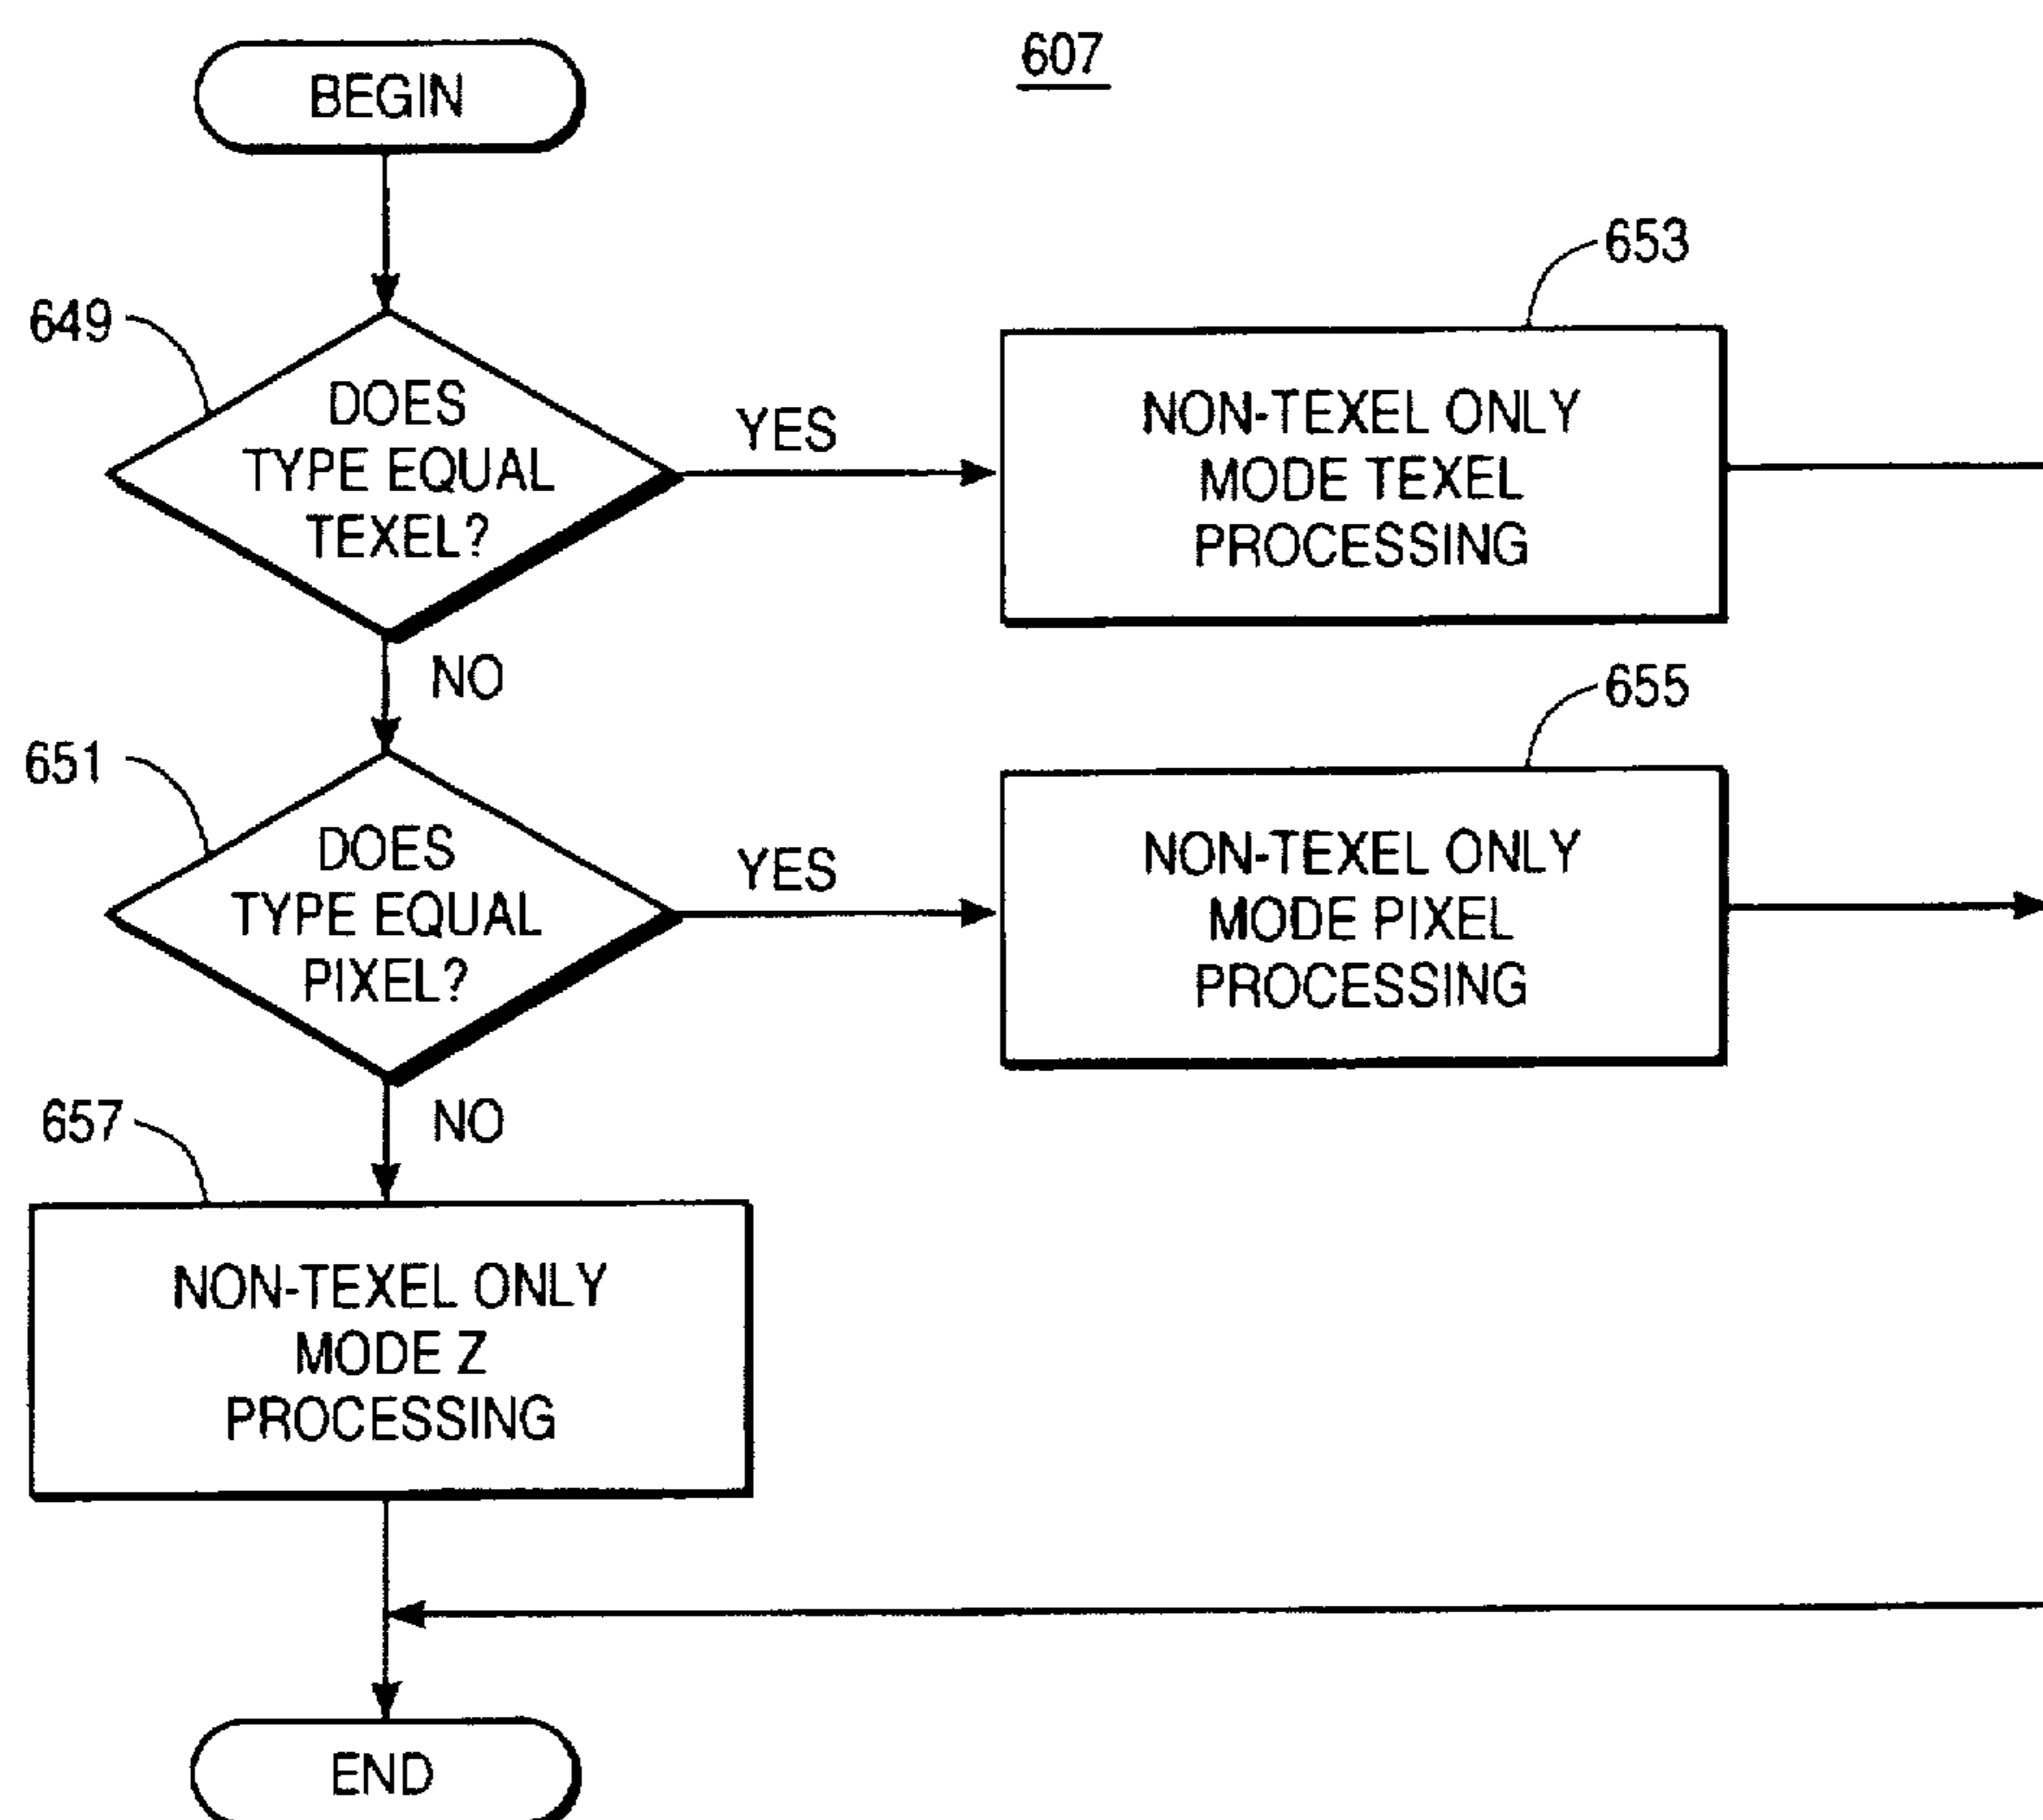 BEGIN
607
653
649
DOES
TYPE EQUAL
TEXEL?
YES
NON-TEXEL ONLY
MODE TEXEL
PROCESSING
NO
655
651
DOES
TYPE EQUAL
PIXEL?
YES
NON-TEXEL ONLY
MODE PIXEL
PROCESSING
NO
657
NON-TEXEL ONLY
MODE Z
PROCESSING
END